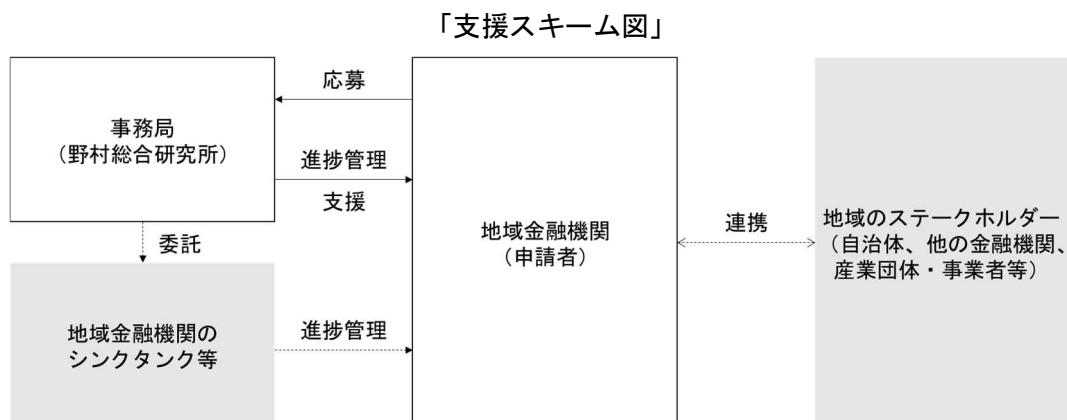 「支援スキーム図」
応募
事務局
（野村総合研究所）
進捗管理
支援
委託
地域金融機関の
シンクタンク等
進捗管理
地域金融機関
（申請者）
連携
地域のステークホルダー
（自治体、他の金融機関、
産業団体・事業者等）